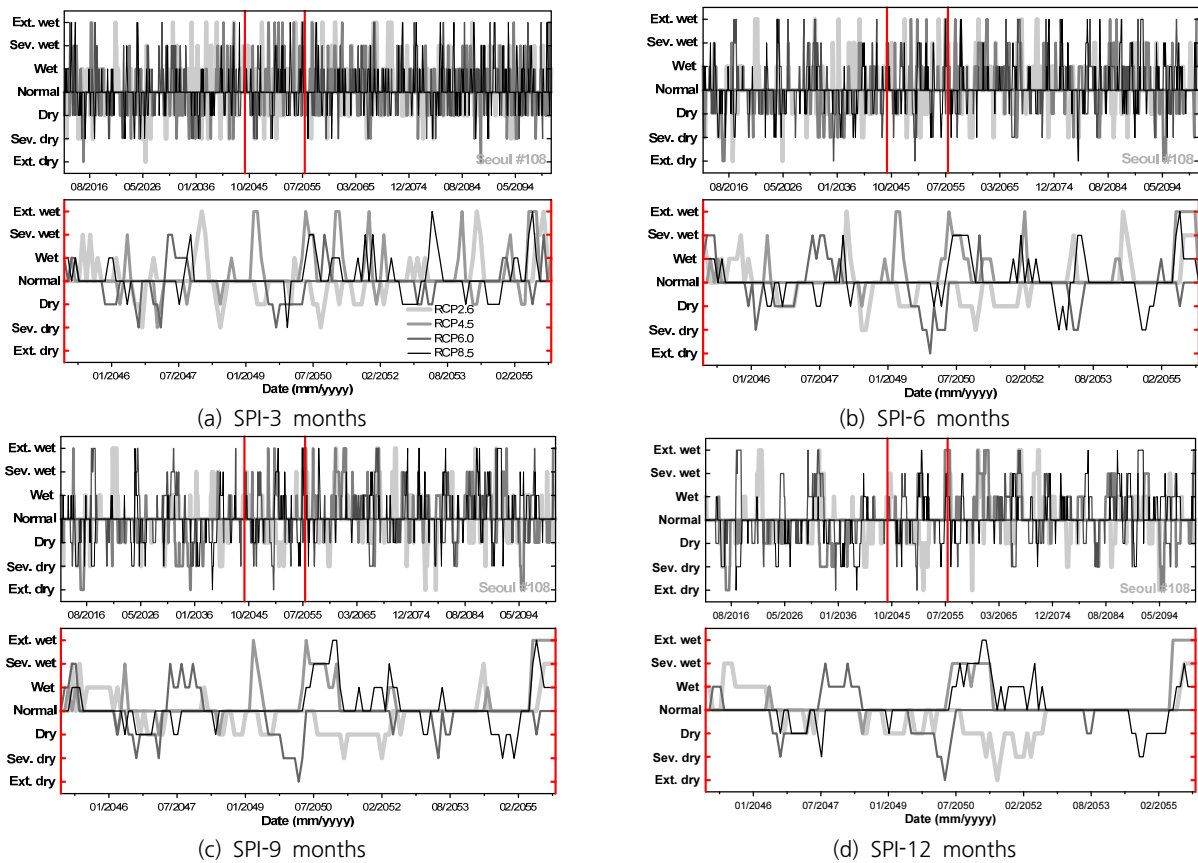 Ext. wet
Sev. wet
Wet
Normal
Dry
Sev. dry
Ext. dry
Seoul #108
08/2016 05/2026 01/2036 10/2045 07/2055 03/2065 12/2074 09/2084 05/2094
Ext. wet
Sev. wet
Wet
Normal
Dry
Sev. dry
Ext. dry
RCP2.6
RCP4.5
RCP6.0
RCP8.5
01/2046 07/2047 01/2049 07/2050 02/2052 08/2053 02/2055
Date (mm/yyyy)
(a) SPI-3 months
Ext. wet
Sev. wet
Wet
Normal
Dry
Sev. dry
Ext. dry
Seoul #108
08/2016 05/2026 01/2036 10/2045 07/2055 03/2065 12/2074 09/2084 05/2094
Ext. wet
Sev. wet
Wet
Normal
Dry
Sev. dry
Ext. dry
01/2046 07/2047 01/2049 07/2050 02/2052 08/2053 02/2055
Date (mm/yyyy)
(b) SPI-6 months
Ext. wet
Sev. wet
Wet
Normal
Dry
Sev. dry
Ext. dry
Seoul #108
08/2016 05/2026 01/2036 10/2045 07/2055 03/2065 12/2074 09/2084 05/2094
Ext. wet
Sev. wet
Wet
Normal
Dry
Sev. dry
Ext. dry
01/2046 07/2047 01/2049 07/2050 02/2052 08/2053 02/2055
Date (mm/yyyy)
(c) SPI-9 months
Ext. wet
Sev. wet
Wet
Normal
Dry
Sev. dry
Ext. dry
Seoul #108
08/2016 05/2026 01/2036 10/2045 07/2055 03/2065 12/2074 09/2084 05/2094
Ext. wet
Sev. wet
Wet
Normal
Dry
Sev. dry
Ext. dry
01/2046 07/2047 01/2049 07/2050 02/2052 08/2053 02/2055
Date (mm/yyyy)
(d) SPI-12 months